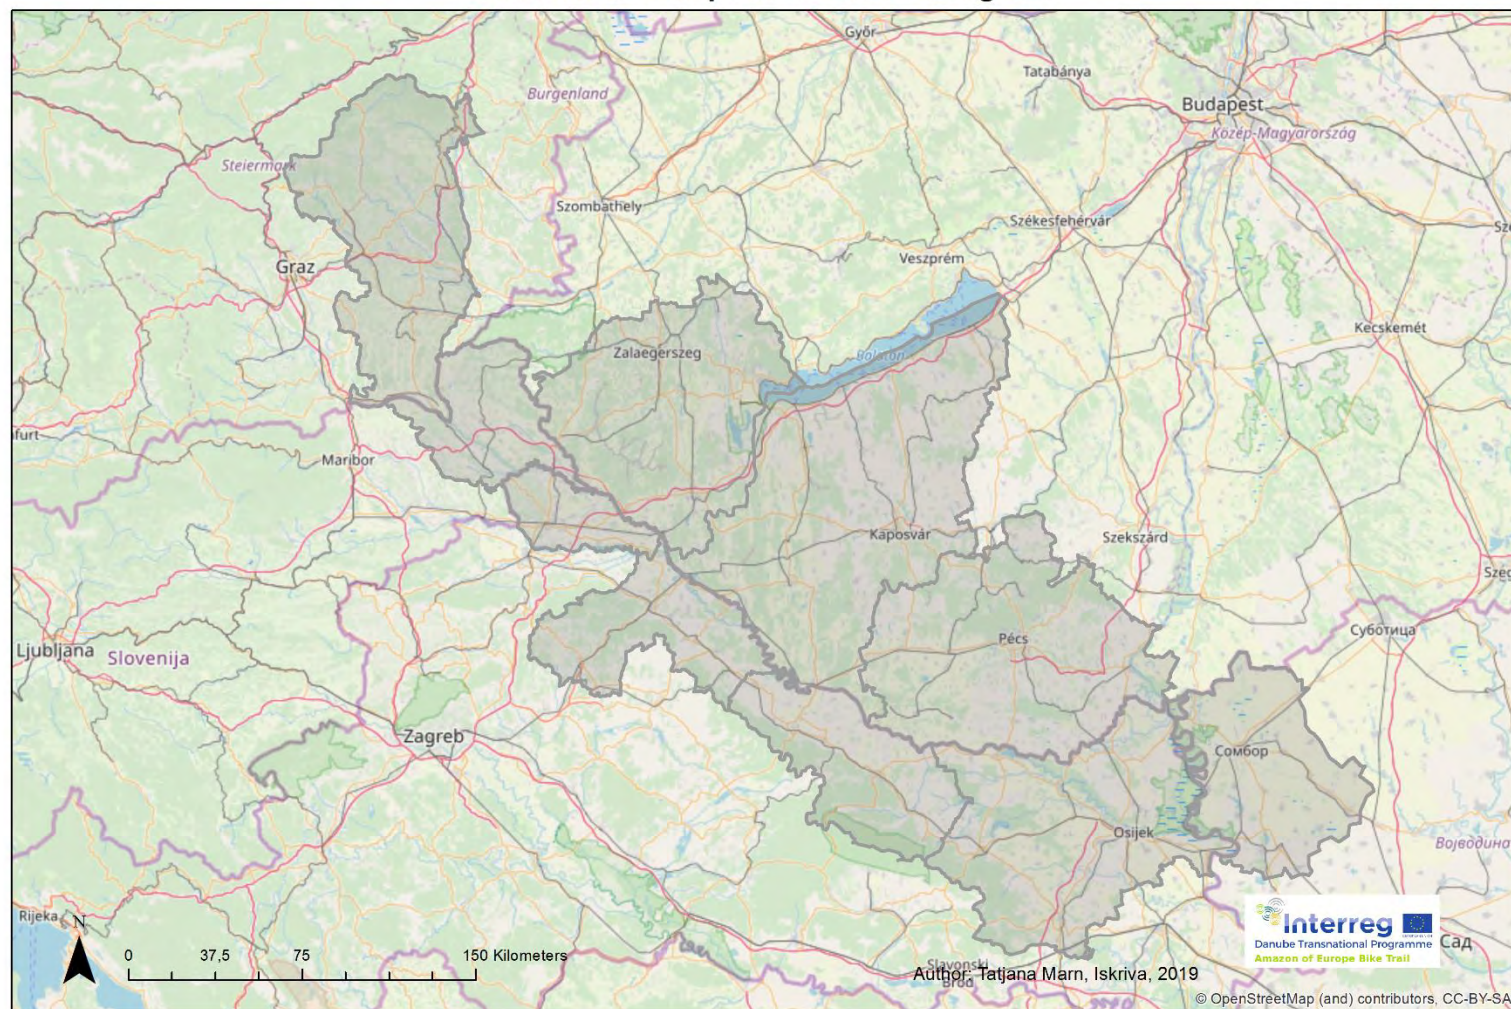 Győr
Tatabánya
Burgenland
Budapest
Közép-Magyarország
Steiermark
Szombathely
Székesfehérvár
Graz
Veszprém
Kecskemét
Zalaegerszeg
Balaton
Maribor
Kaposvár
Szekszárd
Суботица
Pécs
Ljubljana
Slovenija
Zagreb
Сомбор
Osijek
Војводина
Rijeka
N
0 37,5 75 150 Kilometers
Interreg
Danube Transnational Programme
Amazon of Europe Bike Trail
Сад
Slavonski
Brod
Author: Tatjana Marn, Iskriva, 2019
© OpenStreetMap (and) contributors, CC-BY-SA